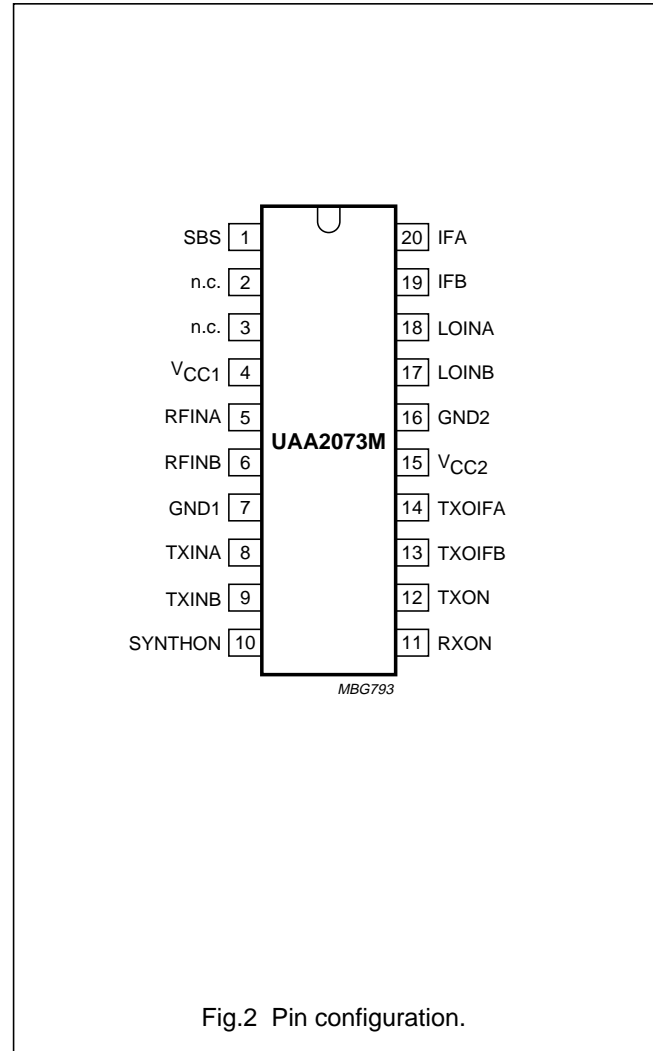 SBS 1 20 IFA
n.c. 2 19 IFB
n.c. 3 18 LOINA
VCC1 4 17 LOINB
RFINA 5 16 GND2
UAA2073M
RFINB 6 15 VCC2
GND1 7 14 TXOIFA
TXINA 8 13 TXOIFB
TXINB 9 12 TXON
SYNTHON 10 11 RXON
MBG793
Fig.2 Pin configuration.